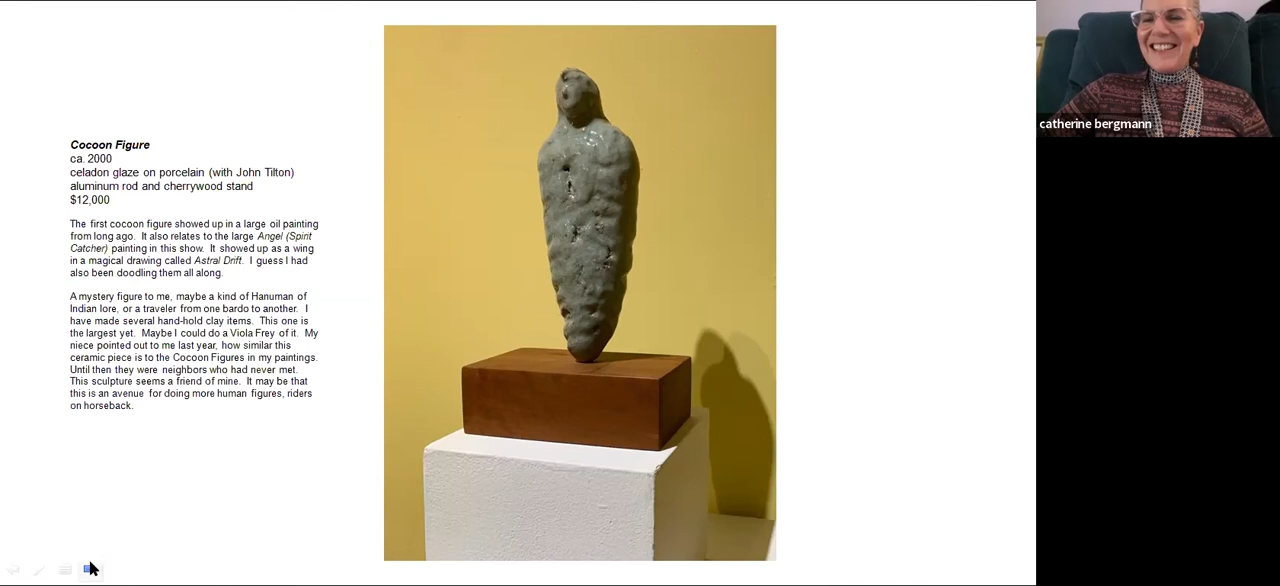 Cocoon Figure
ca. 2000
celadon glaze on porcelain (with John Tilton)
aluminum rod and cherrywood stand
$12,000
The first cocoon figure showed up in a large oil painting
from long ago. It also relates to the large Angel (Spirit
Catcher) painting in this show. It showed up as a wing
in a magical drawing called Astral Drift. I guess I had
also been doodling them all along.
A mystery figure to me, maybe a kind of Hanuman of
Indian lore, or a traveler from one bardo to another. I
have made several hand-hold clay items. This one is
the largest yet. Maybe I could do a Viola Frey of it. My
niece pointed out to me last year, how similar this
ceramic piece is to the Cocoon Figures in my paintings.
Until then they were neighbors who had never met.
This sculpture seems a friend of mine. It may be that
this is an avenue for doing more human figures, riders
on horseback.
catherine bergmann